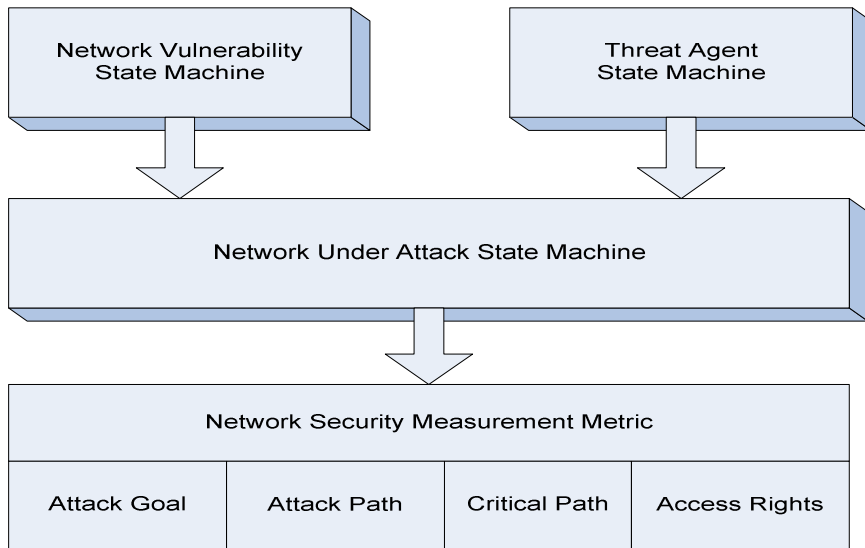 Network Vulnerability
State Machine
Threat Agent
State Machine
Network Under Attack State Machine
Network Security Measurement Metric
Attack Goal
Attack Path
Critical Path
Access Rights